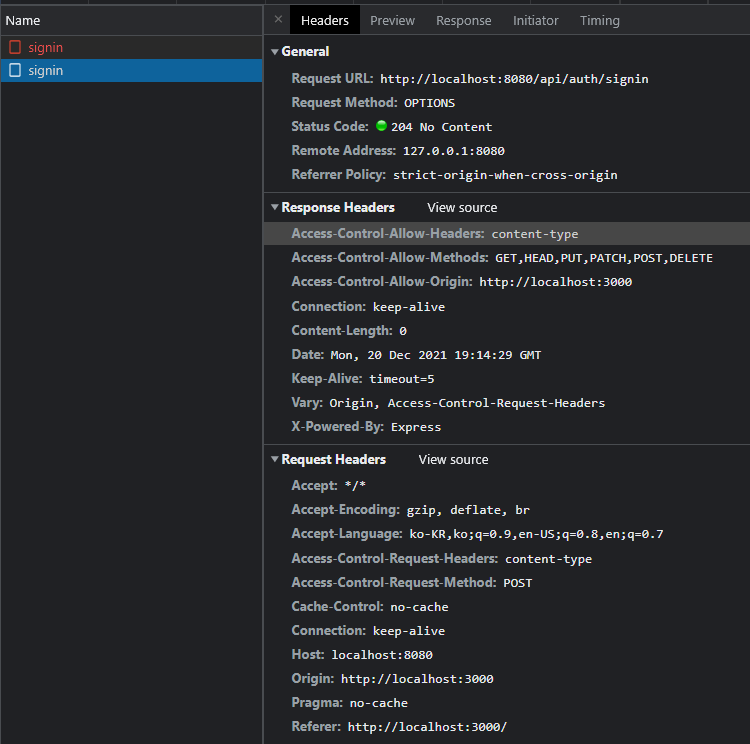 Name
signin
signin
× Headers Preview Response Initiator Timing
▼ General
Request URL: http://localhost:8080/api/auth/signin
Request Method: OPTIONS
Status Code: 204 No Content
Remote Address: 127.0.0.1:8080
Referrer Policy: strict-origin-when-cross-origin
▼ Response Headers View source
Access-Control-Allow-Headers: content-type
Access-Control-Allow-Methods: GET,HEAD,PUT,PATCH,POST,DELETE
Access-Control-Allow-Origin: http://localhost:3000
Connection: keep-alive
Content-Length: 0
Date: Mon, 20 Dec 2021 19:14:29 GMT
Keep-Alive: timeout=5
Vary: Origin, Access-Control-Request-Headers
X-Powered-By: Express
▼ Request Headers View source
Accept: */*
Accept-Encoding: gzip, deflate, br
Accept-Language: ko-KR,ko;q=0.9,en-US;q=0.8,en;q=0.7
Access-Control-Request-Headers: content-type
Access-Control-Request-Method: POST
Cache-Control: no-cache
Connection: keep-alive
Host: localhost:8080
Origin: http://localhost:3000
Pragma: no-cache
Referer: http://localhost:3000/